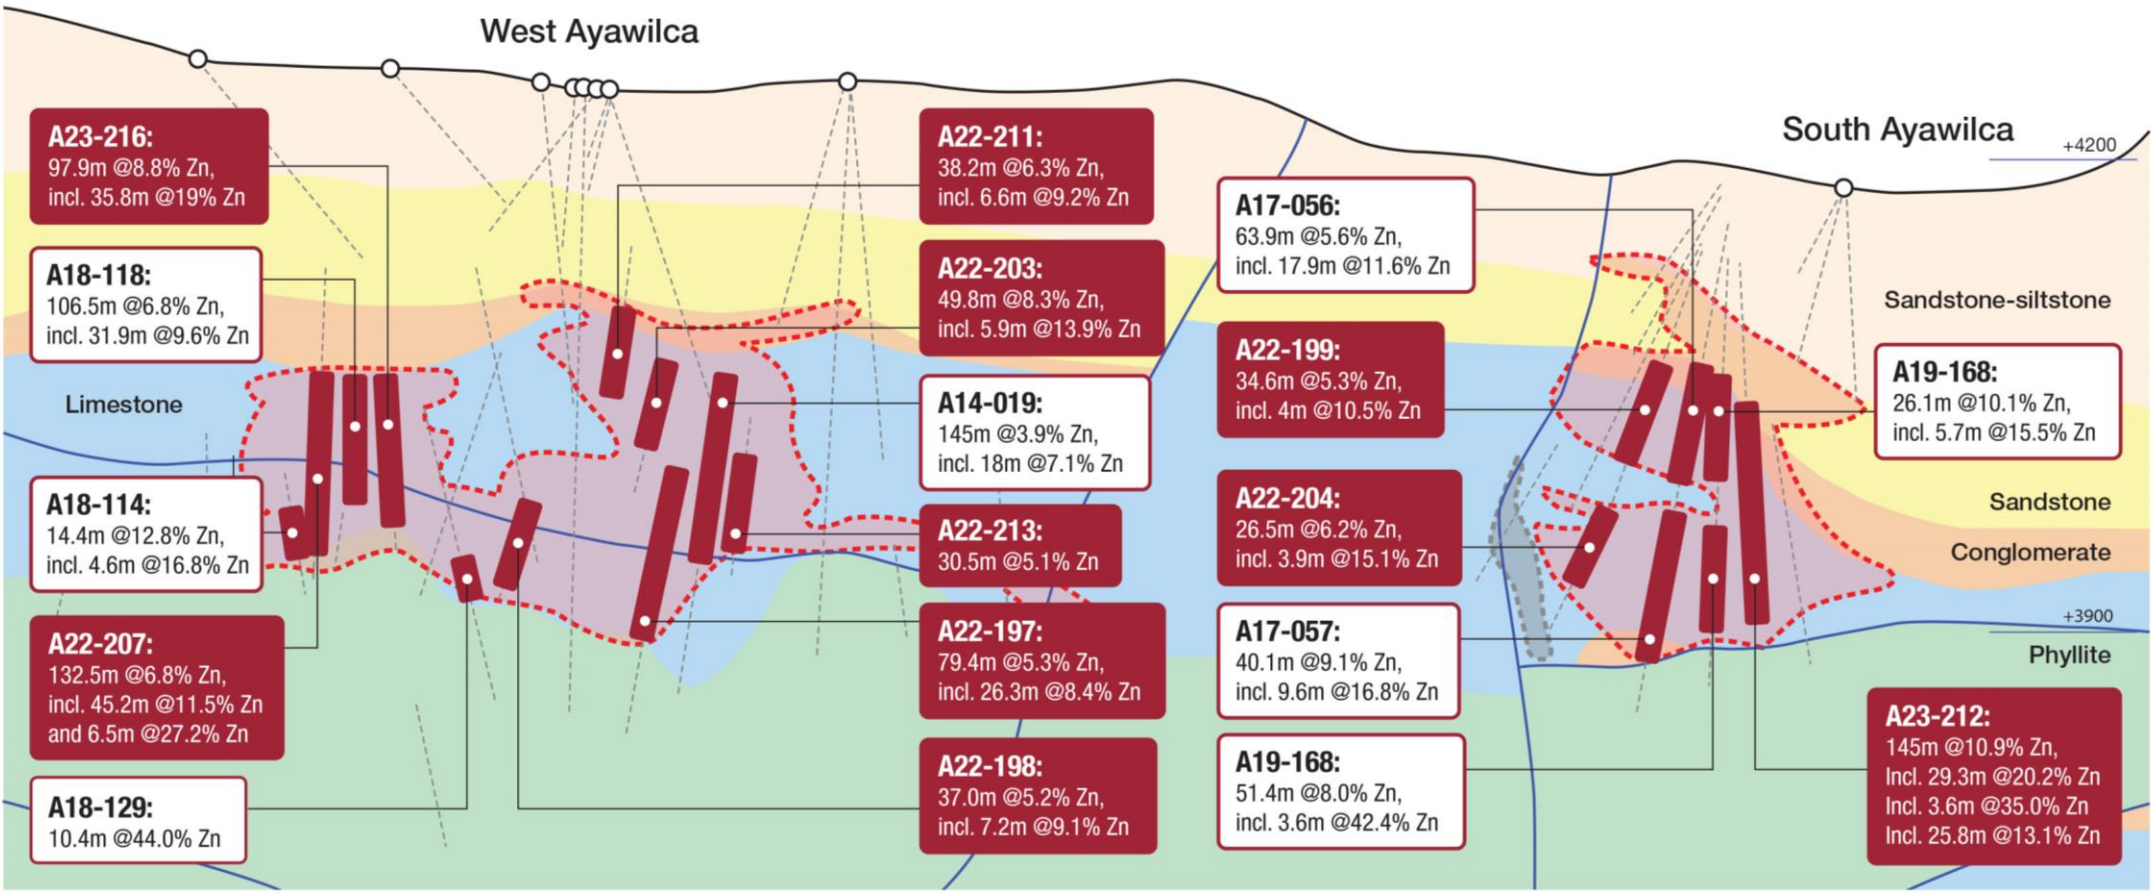 West Ayawilca
South Ayawilca
+4200
A23-216:
97.9m @8.8% Zn,
incl. 35.8m @19% Zn
A18-118:
106.5m @6.8% Zn,
incl. 31.9m @9.6% Zn
Limestone
A18-114:
14.4m @12.8% Zn,
incl. 4.6m @16.8% Zn
A22-207:
132.5m @6.8% Zn,
incl. 45.2m @11.5% Zn
and 6.5m @27.2% Zn
A18-129:
10.4m @44.0% Zn
A22-211:
38.2m @6.3% Zn,
incl. 6.6m @9.2% Zn
A22-203:
49.8m @8.3% Zn,
incl. 5.9m @13.9% Zn
A14-019:
145m @3.9% Zn,
incl. 18m @7.1% Zn
A22-213:
30.5m @5.1% Zn
A22-197:
79.4m @5.3% Zn,
incl. 26.3m @8.4% Zn
A22-198:
37.0m @5.2% Zn,
incl. 7.2m @9.1% Zn
A17-056:
63.9m @5.6% Zn,
incl. 17.9m @11.6% Zn
A22-199:
34.6m @5.3% Zn,
incl. 4m @10.5% Zn
A22-204:
26.5m @6.2% Zn,
incl. 3.9m @15.1% Zn
A17-057:
40.1m @9.1% Zn,
incl. 9.6m @16.8% Zn
A19-168:
51.4m @8.0% Zn,
incl. 3.6m @42.4% Zn
Sandstone-siltstone
A19-168:
26.1m @10.1% Zn,
incl. 5.7m @15.5% Zn
Sandstone
Conglomerate
+3900
Phyllite
A23-212:
145m @10.9% Zn,
Incl. 29.3m @20.2% Zn
Incl. 3.6m @35.0% Zn
Incl. 25.8m @13.1% Zn